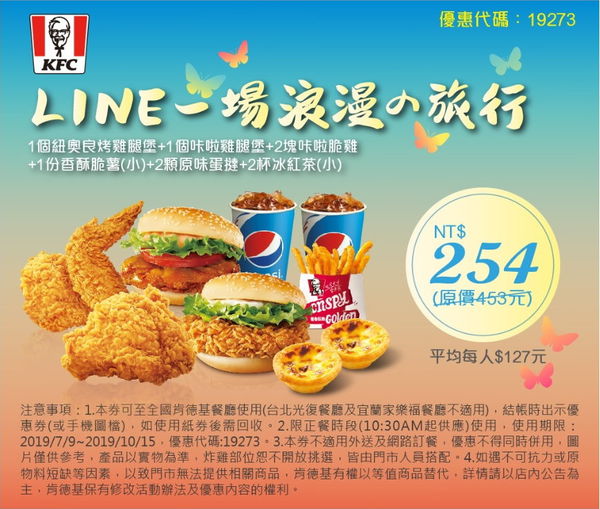 優惠代碼：19273
KFC
LINE一場浪漫の旅行
1個紐奧良烤雞腿堡+1個咔啦雞腿堡+2塊咔啦脆雞
+1份香酥脆薯(小)+2顆原味蛋撻+2杯冰紅茶(小)
NT$
254
(原價453元)
平均每人$127元
pepsi
CRISPY
Golden
注意事項：1.本券可至全國肯德基餐廳使用(台北光復餐廳及宜蘭家樂福餐廳不適用)，結帳時出示優
惠券(或手機圖檔)，如使用紙券後需回收。2.限正餐時段(10:30AM起供應)使用，使用期限：
2019/7/9~2019/10/15，優惠代碼:19273。3.本券不適用外送及網路訂餐，優惠不得同時併用，圖
片僅供參考，產品以實物為準，炸雞部位恕不開放挑選，皆由門市人員搭配。4.如遇不可抗力或原
物料短缺等因素，以致門市無法提供相關商品，肯德基有權以等值商品替代，詳情請以店內公告為
主，肯德基保有修改活動辦法及優惠內容的權利。